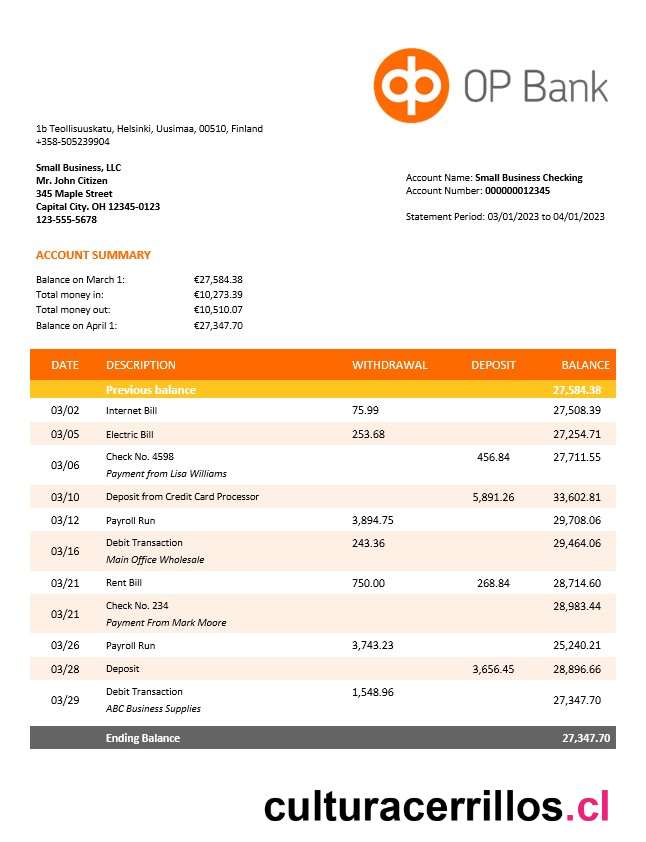 OP Bank
1b Teollisuuskatu, Helsinki, Uusimaa, 00510, Finland
+358-505239904
Small Business, LLC
Mr. John Citizen
345 Maple Street
Capital City. OH 12345-0123
123-555-5678
Account Name: Small Business Checking
Account Number: 000000012345
Statement Period: 03/01/2023 to 04/01/2023
ACCOUNT SUMMARY
Balance on March 1: €27,584.38
Total money in: €10,273.39
Total money out: €10,510.07
Balance on April 1: €27,347.70
DATE DESCRIPTION WITHDRAWAL DEPOSIT BALANCE
Previous balance 27,584.38
03/02 Internet Bill 75.99 27,508.39
03/05 Electric Bill 253.68 27,254.71
03/06 Check No. 4598 456.84 27,711.55
Payment from Lisa Williams
03/10 Deposit from Credit Card Processor 5,891.26 33,602.81
03/12 Payroll Run 3,894.75 29,708.06
03/16 Debit Transaction 243.36 29,464.06
Main Office Wholesale
03/21 Rent Bill 750.00 268.84 28,714.60
03/21 Check No. 234 28,983.44
Payment From Mark Moore
03/26 Payroll Run 3,743.23 25,240.21
03/28 Deposit 3,656.45 28,896.66
03/29 Debit Transaction 1,548.96 27,347.70
ABC Business Supplies
Ending Balance 27,347.70
culturacerrillos.cl